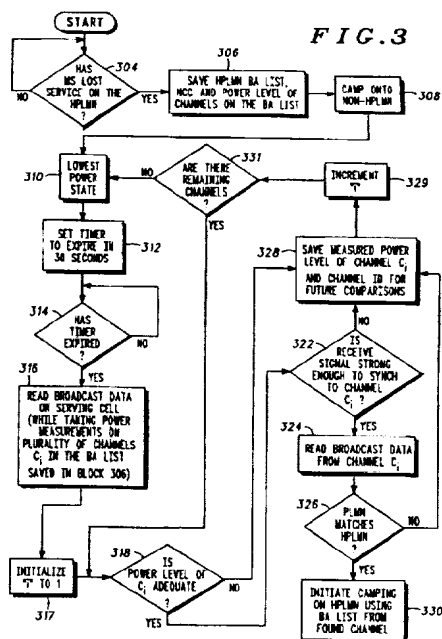 START
FIG.3
HAS
MS LOST
SERVICE ON THE
HPLMN
?
304
NO
YES
306
SAVE HPLMN BA LIST,
NCC AND POWER LEVEL OF
CHANNELS ON THE BA LIST
CAMP ONTO
NON-HPLMN
308
310
LOWEST
POWER
STATE
NO
ARE THERE
REMAINING
CHANNELS
?
331
YES
INCREMENT
"i"
329
SET TIMER
TO EXPIRE IN
30 SECONDS
312
328
SAVE MEASURED POWER
LEVEL OF CHANNEL Ci
AND CHANNEL ID FOR
FUTURE COMPARISONS
314
HAS
TIMER
EXPIRED
?
NO
YES
NO
322
IS
RECEIVE
SIGNAL STRONG
ENOUGH TO SYNCH
TO CHANNEL
Ci ?
YES
316
READ BROADCAST DATA
ON SERVING CELL
(WHILE TAKING POWER
MEASUREMENTS ON
PLURALITY OF CHANNELS
Ci IN THE BA LIST
SAVED IN BLOCK 306)
324
READ BROADCAST DATA
FROM CHANNEL Ci
326
PLMN
MATCHES
HPLMN
?
NO
YES
INITIALIZE
"i" TO 1
317
318
IS
POWER LEVEL OF
Ci ADEQUATE
?
NO
YES
INITIATE CAMPING
ON HPLMN USING
BA LIST FROM
FOUND CHANNEL
330